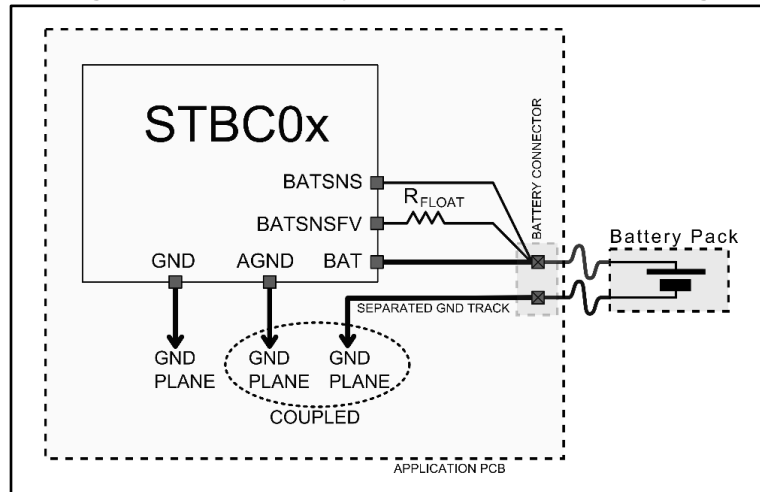 STBC0x
BATSNS
RFLOAT
BATSNSFV
BAT
GND
AGND
BATTERY CONNECTOR
Battery Pack
SEPARATED GND TRACK
GND
PLANE
GND
PLANE
GND
PLANE
COUPLED
APPLICATION PCB